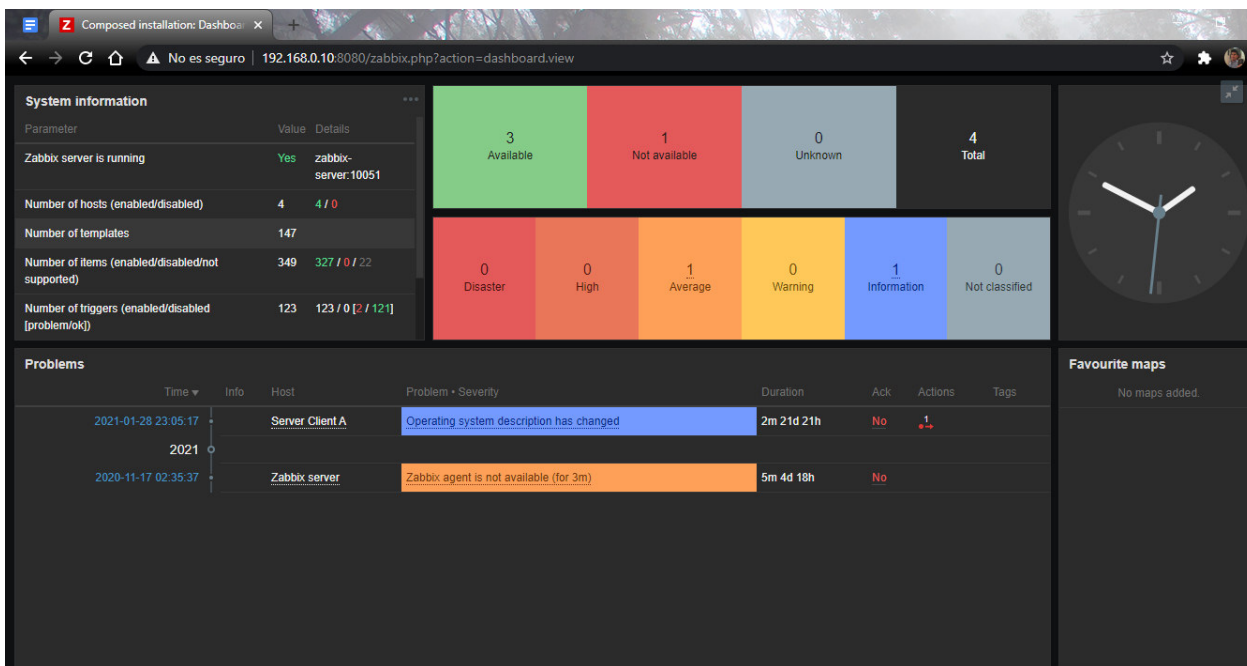 Composed installation: Dashboa
No es seguro | 192.168.0.10:8080/zabbix.php?action=dashboard.view
System information
Parameter Value Details
Zabbix server is running Yes zabbix-
server:10051
Number of hosts (enabled/disabled) 4 4 / 0
Number of templates 147
Number of items (enabled/disabled/not
supported) 349 327 / 0 / 22
Number of triggers (enabled/disabled
[problem/ok]) 123 123 / 0 [2 / 121]
3
Available
1
Not available
0
Unknown
4
Total
0
Disaster
0
High
1
Average
0
Warning
1
Information
0
Not classified
Problems
Time Info Host Problem • Severity Duration Ack Actions Tags
2021-01-28 23:05:17 Server Client A Operating system description has changed 2m 21d 21h No 1
2021
2020-11-17 02:35:37 Zabbix server Zabbix agent is not available (for 3m) 5m 4d 18h No
Favourite maps
No maps added.